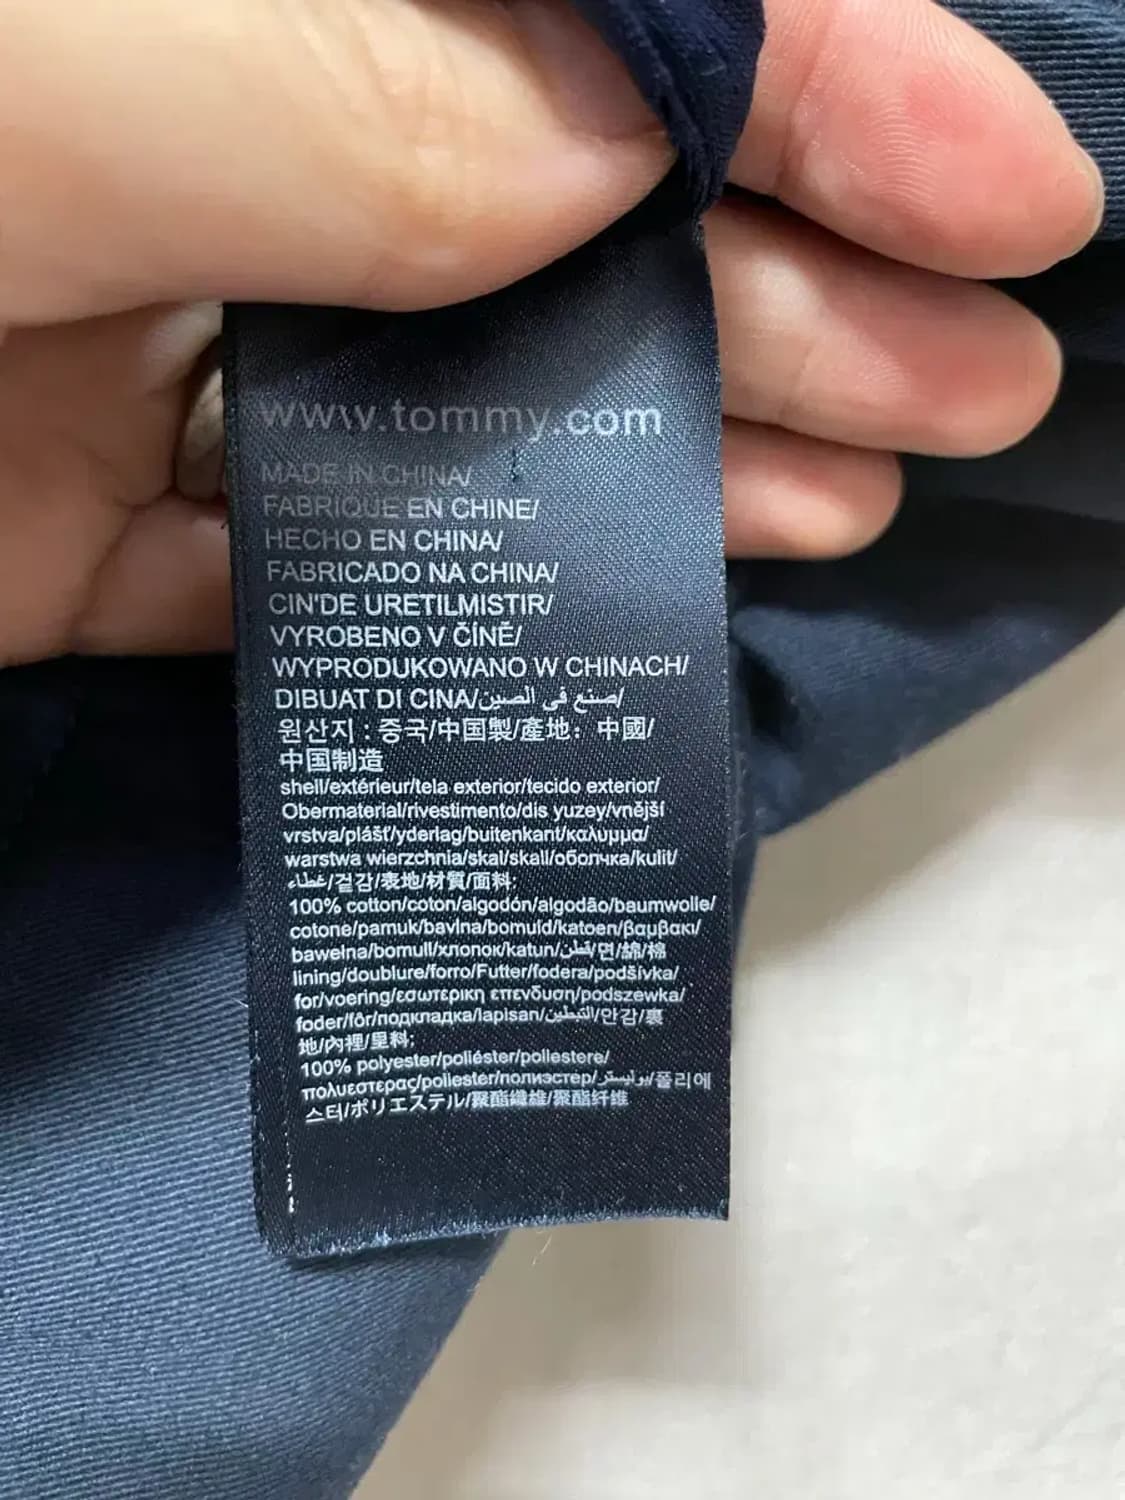 www.tommy.com
MADE IN CHINA/
FABRIQUE EN CHINE/
HECHO EN CHINA/
FABRICADO NA CHINA/
CIN'DE URETILMISTIR/
VYROBENO V ČÍNĚ/
WYPRODUKOWANO W CHINACH/
DIBUAT DI CINA/صنع في الصين/
원산지 : 중국/中国製/產地：中國/
中国制造
shell/extérieur/tela exterior/tecido exterior/
Obermaterial/rivestimento/dis yuzey/vnější
vrstva/plášť/yderlag/buitenkant/καλυμμα/
warstwa wierzchnia/skal/skall/оболчка/kulit/
غطاء/겉감/表地/材質/面料:
100% cotton/coton/algodón/algodão/baumwolle/
cotone/pamuk/bavlna/bomuld/katoen/βαμβακι/
bawełna/bomull/хлопок/katun/قطن/면/綿/棉
lining/doublure/forro/Futter/fodera/podšívka/
for/voering/εσωτερικη επενδυση/podszewka/
foder/fôr/подкладка/lapisan/التبطين/안감/裏
地/內裡/里料:
100% polyester/poliéster/poliestere/
πολυεστερας/poliester/полиэстер/بوليستر/폴리에
스터/ポリエステル/聚酯纖維/聚酯纤维